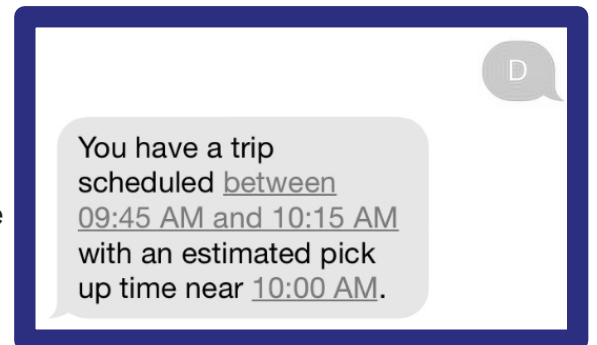 D
You have a trip
scheduled between
09:45 AM and 10:15 AM
e
with an estimated pick
up time near 10:00 AM.